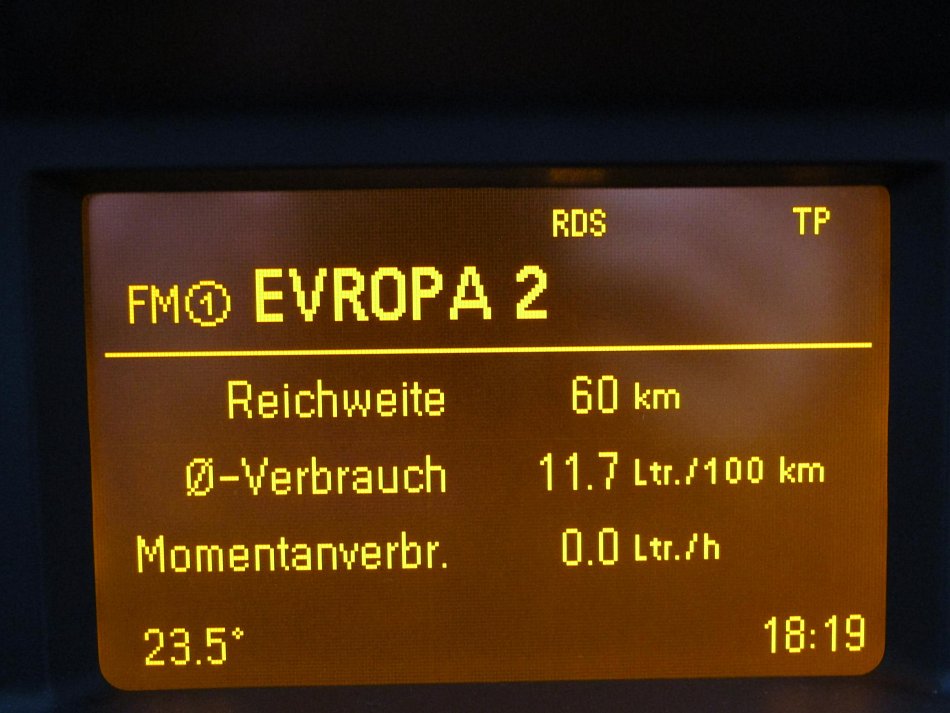 RDS TP
FM① EVROPA 2
Reichweite 60 km
Ø-Verbrauch 11.7 Ltr./100 km
Momentanverbr. 0.0 Ltr./h
23.5° 18:19